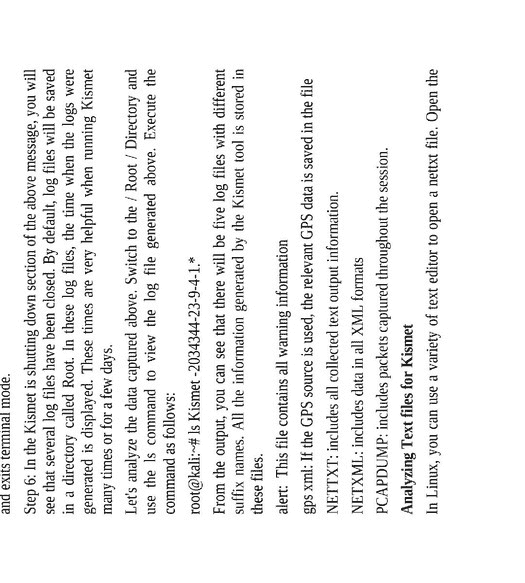 and exits terminal mode.
Step 6: In the Kismet is shutting down section of the above message, you will
see that several log files have been closed. By default, log files will be saved
in a directory called Root. In these log files, the time when the logs were
generated is displayed. These times are very helpful when running Kismet
many times or for a few days.
Let's analyze the data captured above. Switch to the / Root / Directory and
use the ls command to view the log file generated above. Execute the
command as follows:
root@kali:~# ls Kismet -2034344-23-9-4-1.*
From the output, you can see that there will be five log files with different
suffix names. All the information generated by the Kismet tool is stored in
these files.
alert: This file contains all warning information
gps xml: If the GPS source is used, the relevant GPS data is saved in the file
NETTXT: includes all collected text output information.
NETXML: includes data in all XML formats
PCAPDUMP: includes packets captured throughout the session.
Analyzing Text files for Kismet
In Linux, you can use a variety of text editor to open a nettxt file. Open the